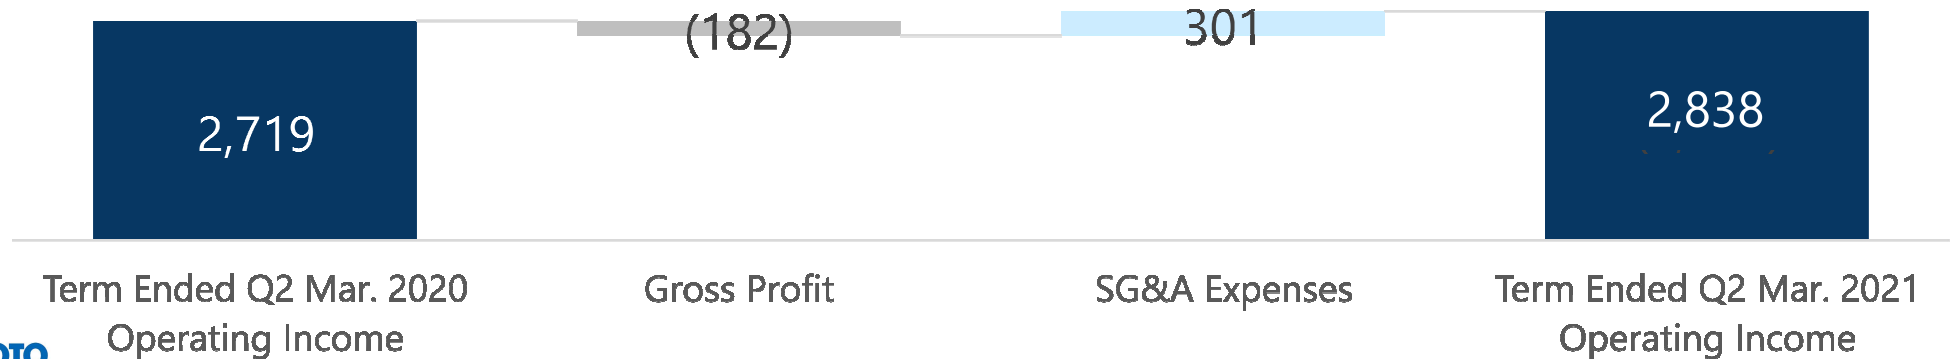 (182)
301
2,719
2,838
Term Ended Q2 Mar. 2020
Operating Income
Gross Profit
SG&A Expenses
Term Ended Q2 Mar. 2021
Operating Income